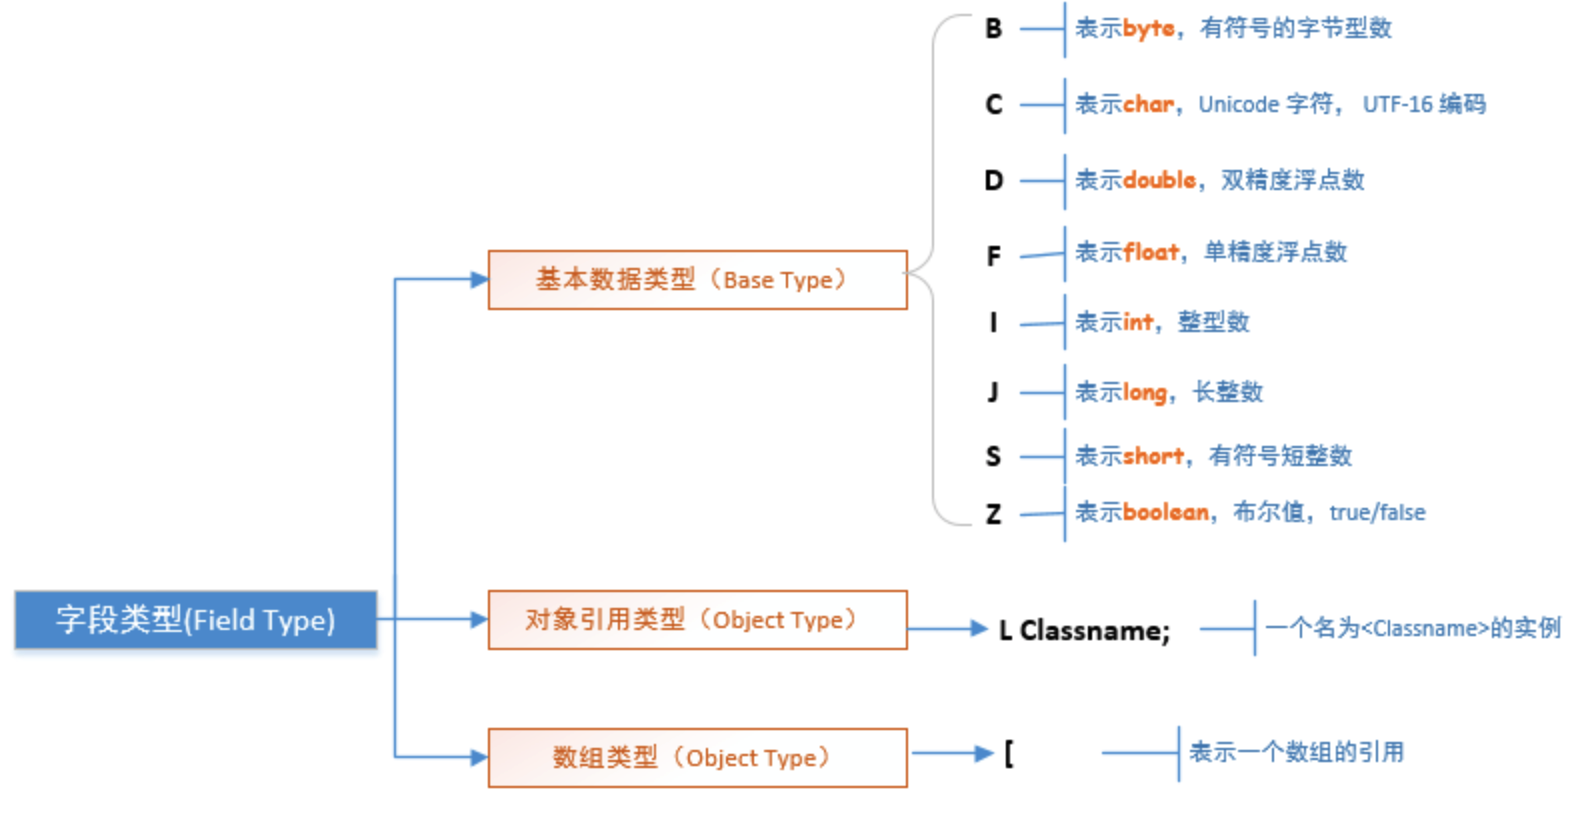 B 表示byte，有符号的字节型数
C 表示char，Unicode 字符， UTF-16 编码
D 表示double，双精度浮点数
F 表示float，单精度浮点数
基本数据类型（Base Type）
I 表示int，整型数
J 表示long，长整数
S 表示short，有符号短整数
Z 表示boolean，布尔值，true/false
字段类型(Field Type)
对象引用类型（Object Type）
L Classname; 一个名为<Classname>的实例
数组类型（Object Type）
[ 表示一个数组的引用